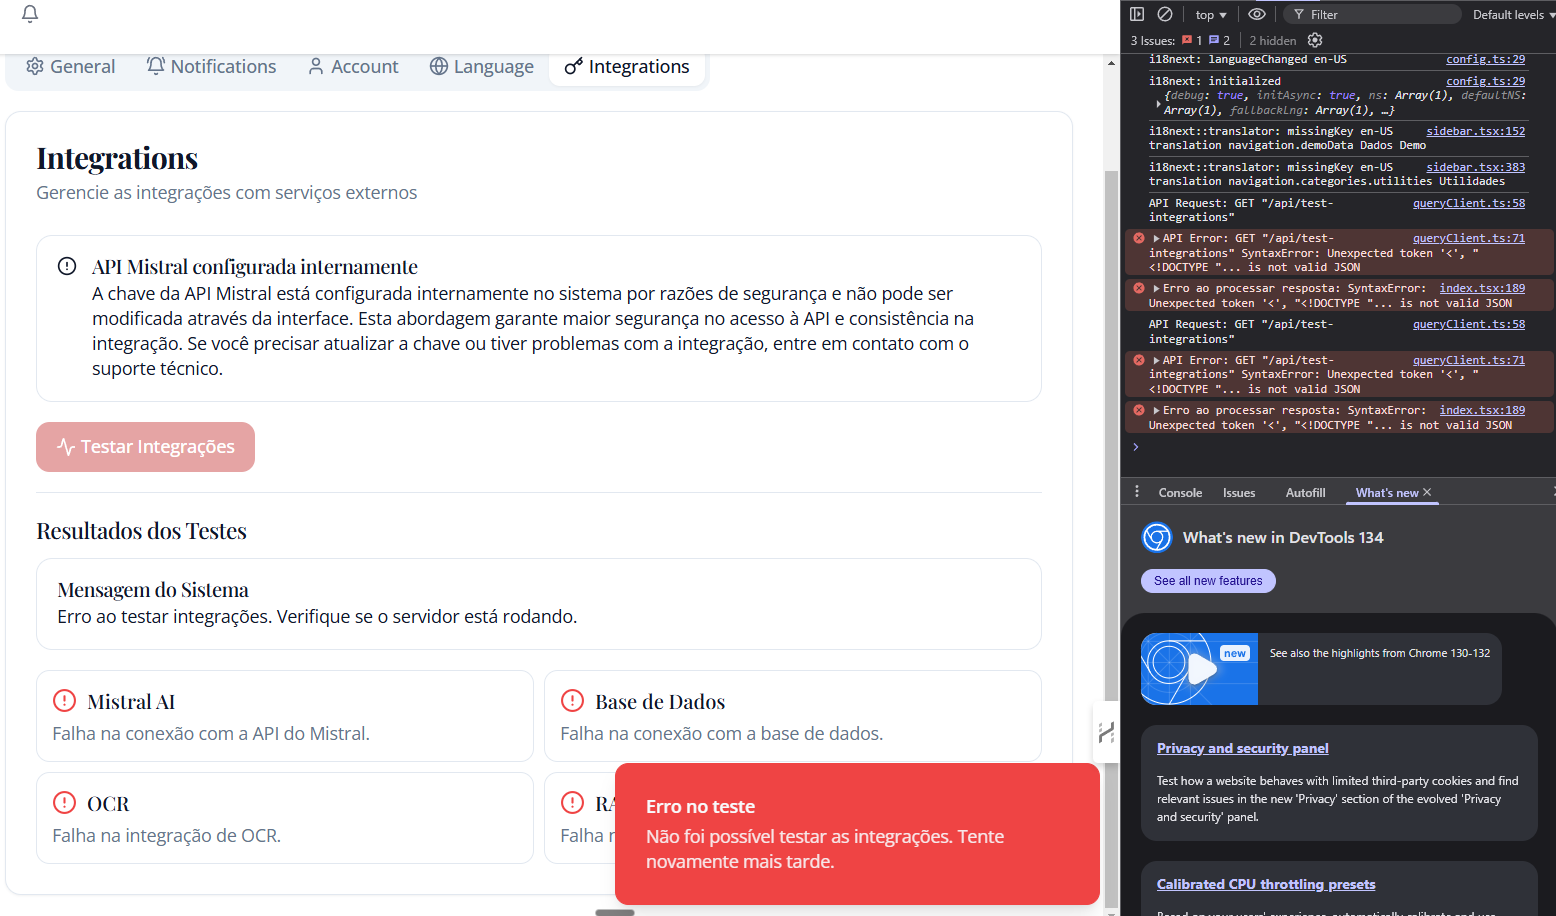 General
Notifications
Account
Language
Integrations
Integrations
Gerencie as integrações com serviços externos
API Mistral configurada internamente
A chave da API Mistral está configurada internamente no sistema por razões de segurança e não pode ser
modificada através da interface. Esta abordagem garante maior segurança no acesso à API e consistência na
integração. Se você precisar atualizar a chave ou tiver problemas com a integração, entre em contato com o
suporte técnico.
Testar Integrações
Resultados dos Testes
Mensagem do Sistema
Erro ao testar integrações. Verifique se o servidor está rodando.
Mistral AI
Falha na conexão com a API do Mistral.
Base de Dados
Falha na conexão com a base de dados.
OCR
Falha na integração de OCR.
Falha
Erro no teste
Não foi possível testar as integrações. Tente
novamente mais tarde.
top
Filter
Default levels
3 Issues: 1 2 2 hidden
i18next: languageChanged en-US config.ts:29
i18next: initialized config.ts:29
{debug: true, initAsync: true, ns: Array(1), defaultNS:
Array(1), fallbackLng: Array(1), …}
i18next::translator: missingKey en-US sidebar.tsx:152
translation navigation.demoData Dados Demo
i18next::translator: missingKey en-US sidebar.tsx:383
translation navigation.categories.utilities Utilidades
API Request: GET "/api/test- queryClient.ts:58
integrations"
API Error: GET "/api/test- queryClient.ts:71
integrations" SyntaxError: Unexpected token '<', "
<!DOCTYPE "... is not valid JSON
Erro ao processar resposta: SyntaxError: index.tsx:189
Unexpected token '<', "<!DOCTYPE "... is not valid JSON
API Request: GET "/api/test- queryClient.ts:58
integrations"
API Error: GET "/api/test- queryClient.ts:71
integrations" SyntaxError: Unexpected token '<', "
<!DOCTYPE "... is not valid JSON
Erro ao processar resposta: SyntaxError: index.tsx:189
Unexpected token '<', "<!DOCTYPE "... is not valid JSON
Console
Issues
Autofill
What's new
What's new in DevTools 134
See all new features
new
See also the highlights from Chrome 130-132
Privacy and security panel
Test how a website behaves with limited third-party cookies and find
relevant issues in the new 'Privacy' section of the evolved 'Privacy
and security' panel.
Calibrated CPU throttling presets